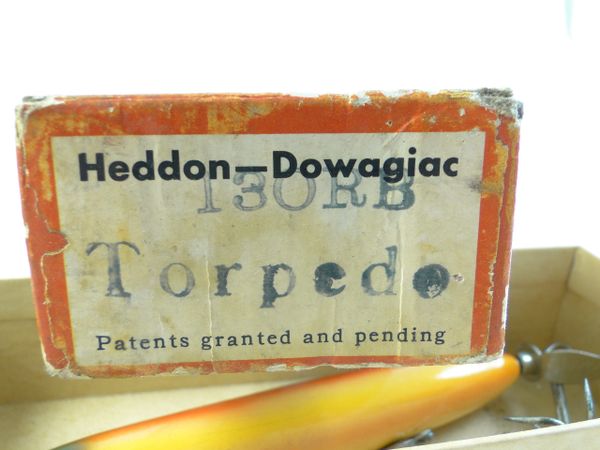 Heddon—Dowagiac
130RB
Torpedo
Patents granted and pending